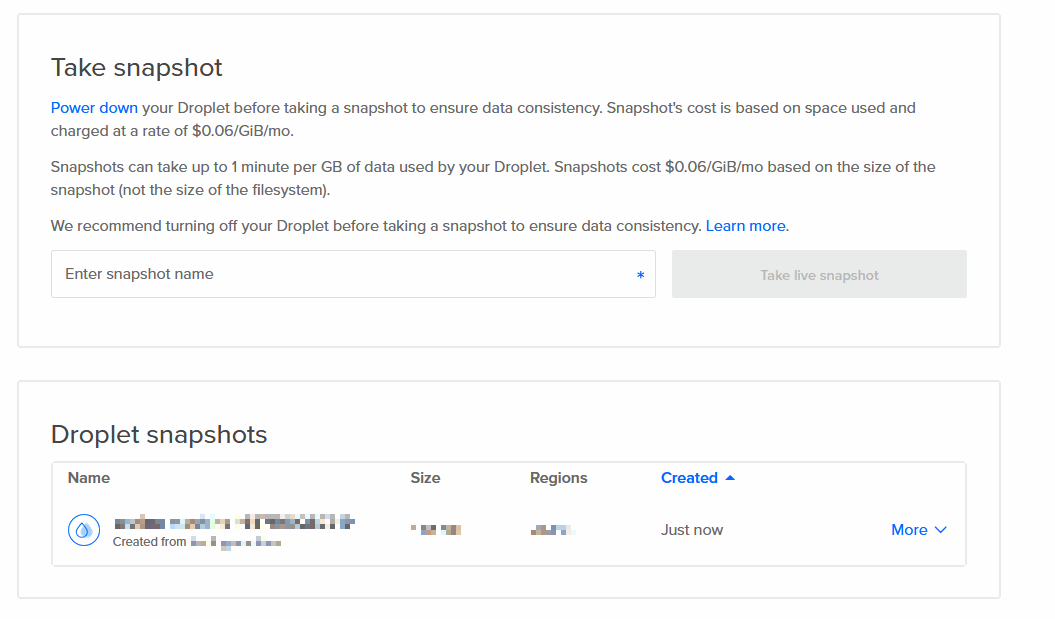 Take snapshot
Power down your Droplet before taking a snapshot to ensure data consistency. Snapshot's cost is based on space used and
charged at a rate of $0.06/GiB/mo.
Snapshots can take up to 1 minute per GB of data used by your Droplet. Snapshots cost $0.06/GiB/mo based on the size of the
snapshot (not the size of the filesystem).
We recommend turning off your Droplet before taking a snapshot to ensure data consistency. Learn more.
Enter snapshot name *
Take live snapshot
Droplet snapshots
Name Size Regions Created
Just now More
Created from